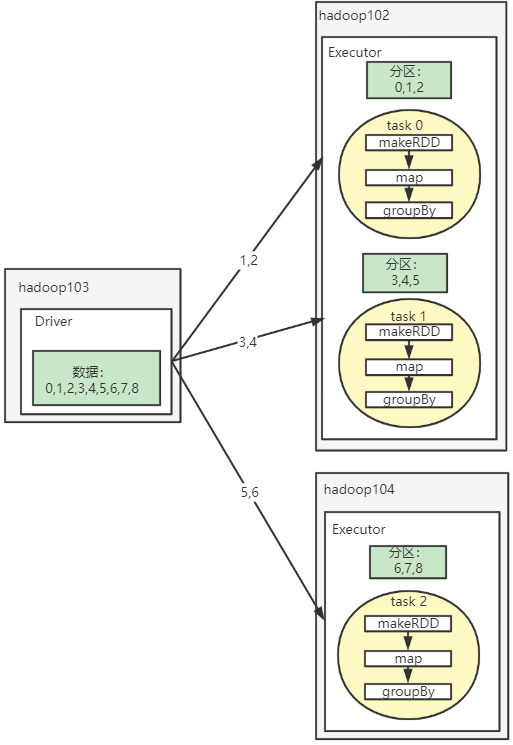 hadoop102
Executor
分区:
0,1,2
task 0
makeRDD
map
groupBy
分区:
3,4,5
task 1
makeRDD
map
groupBy
hadoop103
Driver
数据:
0,1,2,3,4,5,6,7,8
1,2
3,4
5,6
hadoop104
Executor
分区:
6,7,8
task 2
makeRDD
map
groupBy